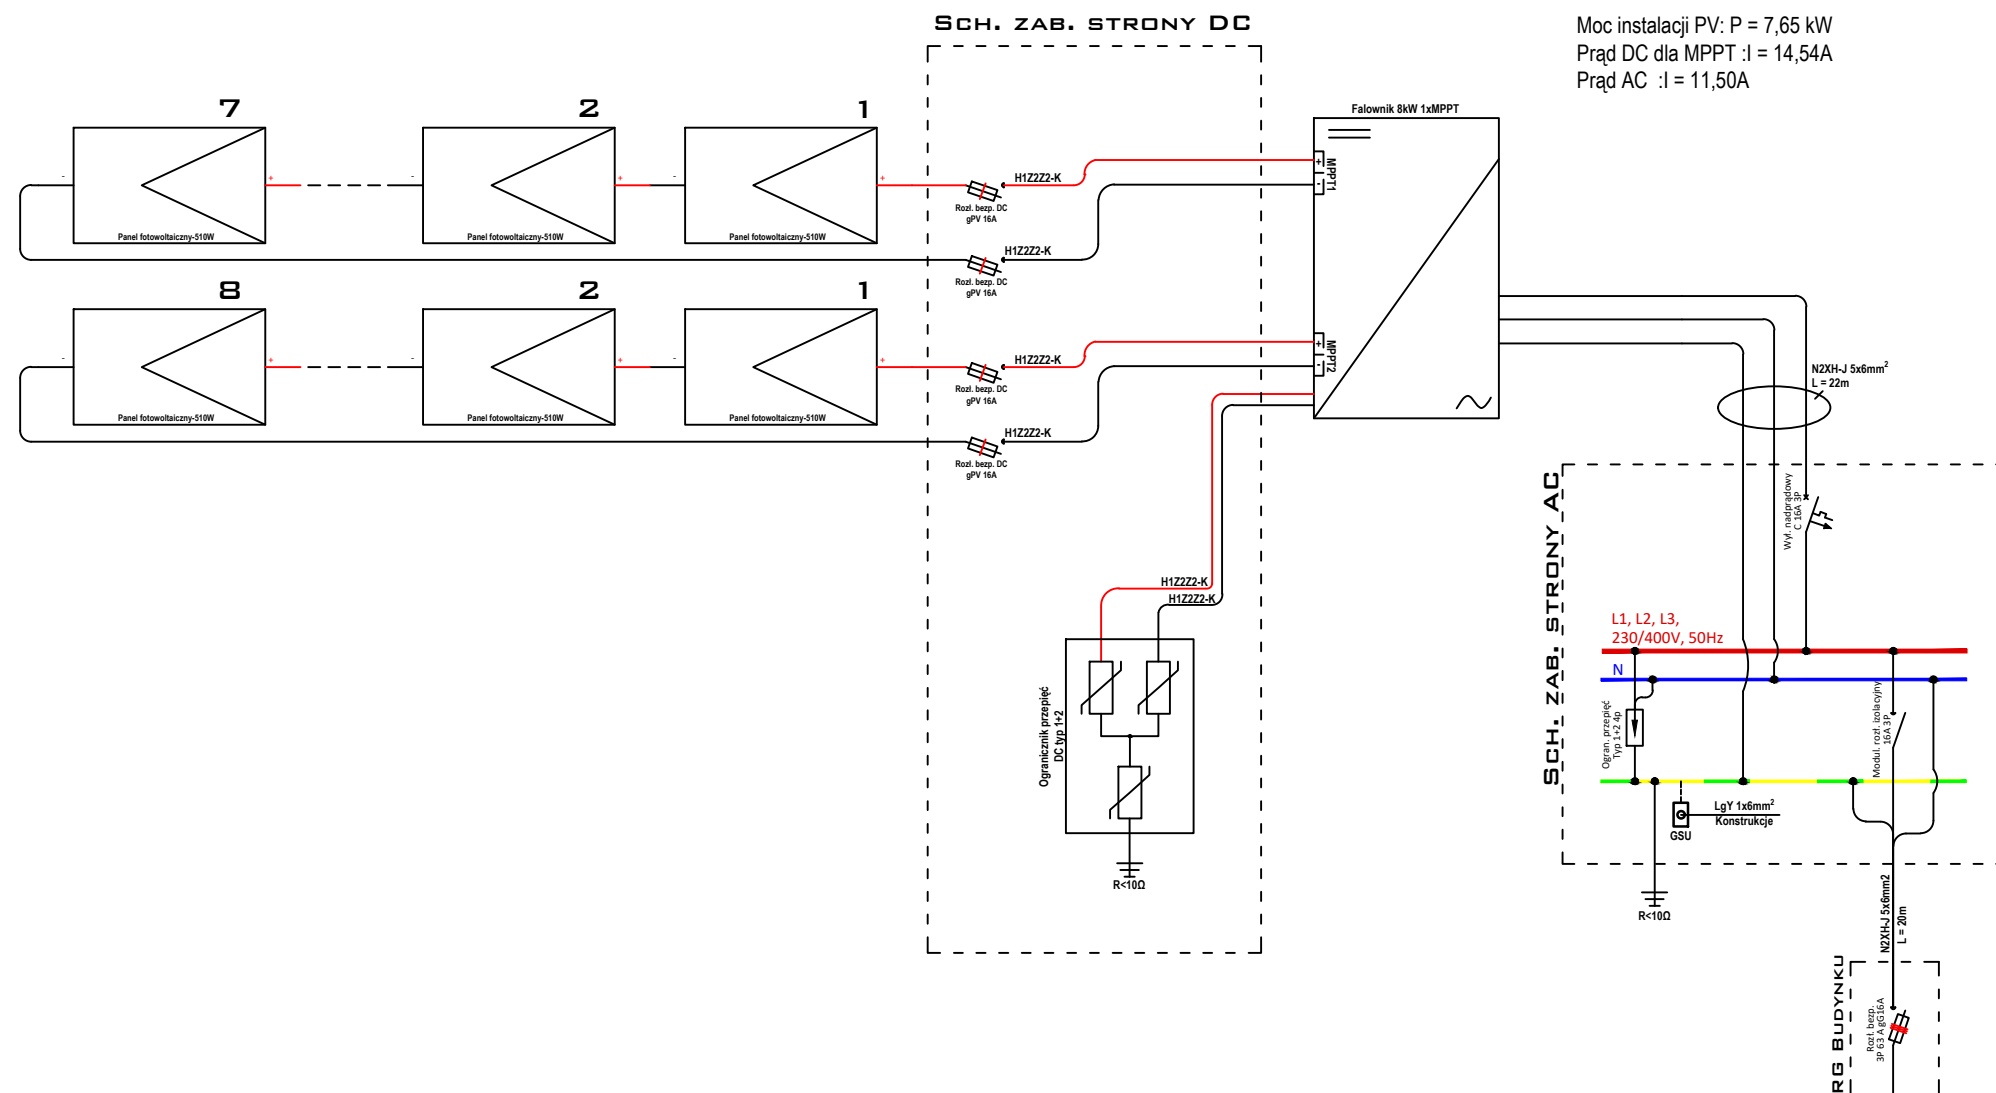 SCH. ZAB. STRONY DC
Moc instalacji PV: P = 7,65 kW
Prąd DC dla MPPT :I = 14,54A
Prąd AC :I = 11,50A
7
2
1
Falownik 8kW 1xMPPT
-
+
-
+
-
+
Panel fotowoltaiczny-510W
Panel fotowoltaiczny-510W
Panel fotowoltaiczny-510W
H1Z2Z2-K
Rozł. bezp. DC
gPV 16A
+
MPPT1
-
H1Z2Z2-K
Rozł. bezp. DC
gPV 16A
8
2
1
-
+
-
+
-
+
Panel fotowoltaiczny-510W
Panel fotowoltaiczny-510W
Panel fotowoltaiczny-510W
H1Z2Z2-K
Rozł. bezp. DC
gPV 16A
+
MPPT2
-
H1Z2Z2-K
Rozł. bezp. DC
gPV 16A
N2XH-J 5x6mm²
L = 22m
SCH. ZAB. STRONY AC
Wył. nadprądowy
C 16A 3P
H1Z2Z2-K
H1Z2Z2-K
Ogranicznik przepięć
DC typ 1+2
R<10Ω
L1, L2, L3,
230/400V, 50Hz
N
Ogran. przepięć
Typ 1+2 4p
Moduł. rozł. izolacyjny
16A 3P
GSU
LgY 1x6mm²
Konstrukcje
R<10Ω
N2XH-J 5x6mm2
L = 20m
RG BUDYNKU
Rozł. bezp.
3P 63 A gG16A